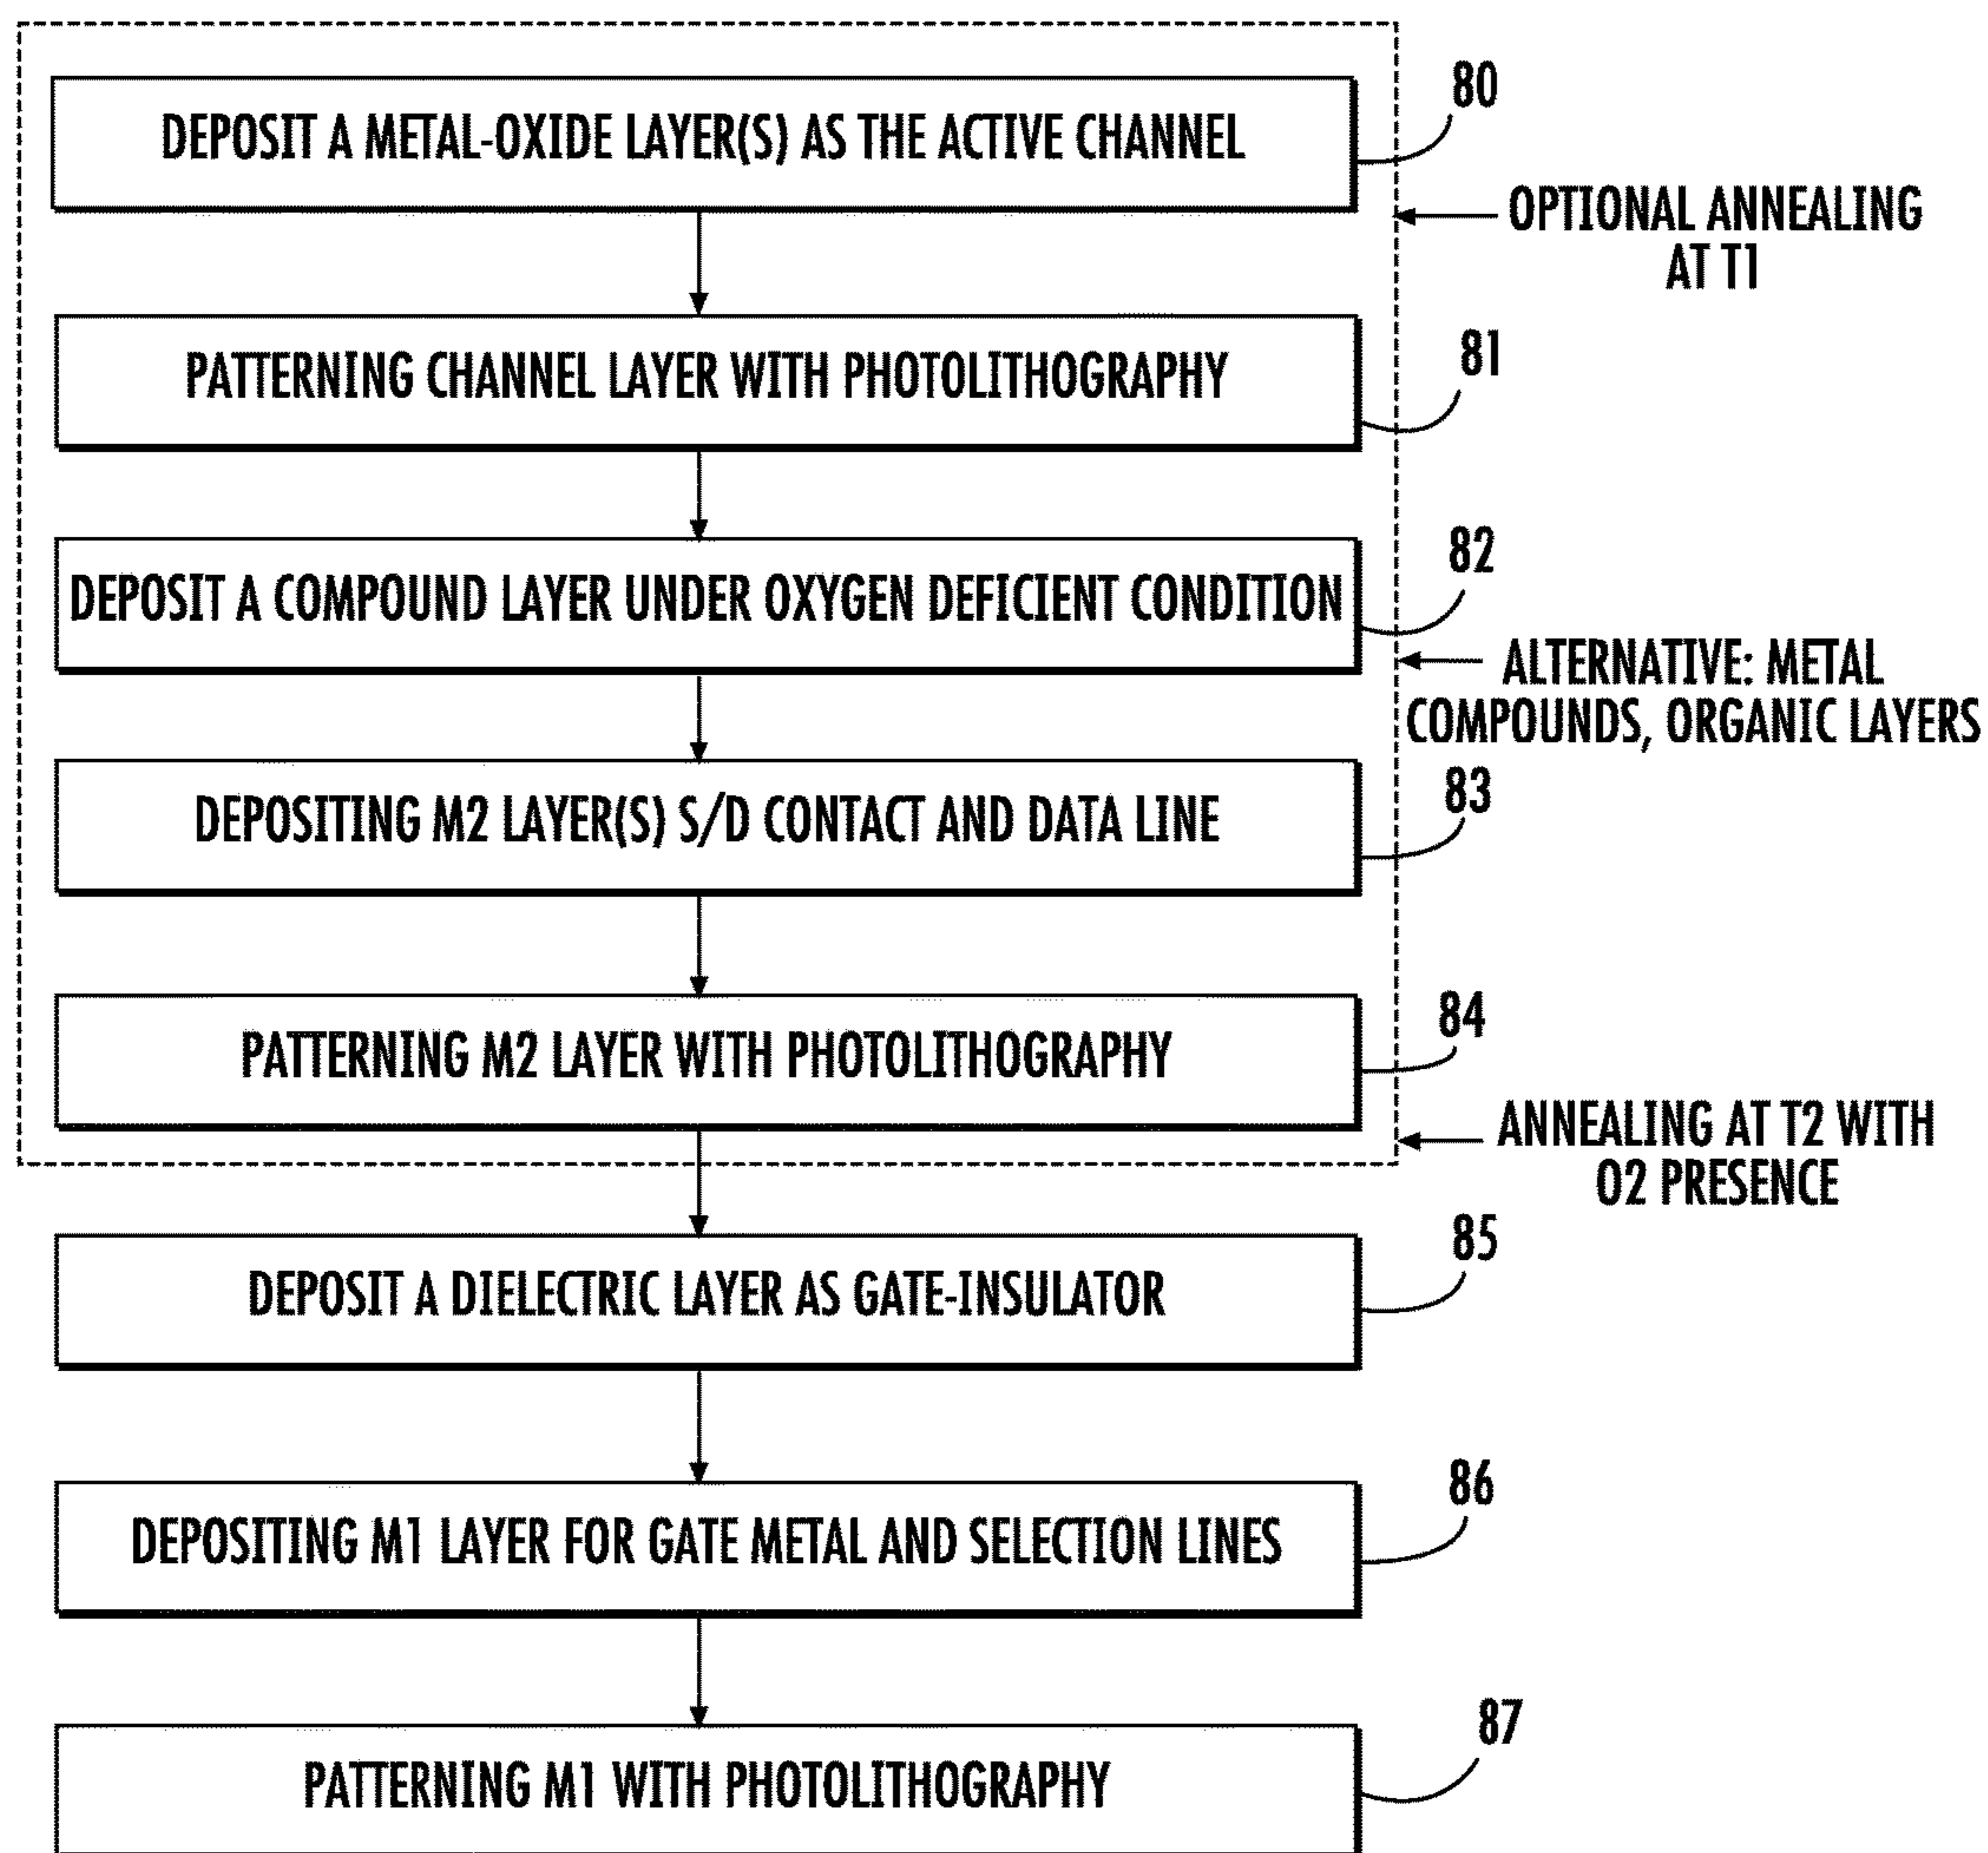 DEPOSIT A METAL-OXIDE LAYER(S) AS THE ACTIVE CHANNEL
80
OPTIONAL ANNEALING
AT T1
PATTERNING CHANNEL LAYER WITH PHOTOLITHOGRAPHY
81
DEPOSIT A COMPOUND LAYER UNDER OXYGEN DEFICIENT CONDITION
82
ALTERNATIVE: METAL
COMPOUNDS, ORGANIC LAYERS
DEPOSITING M2 LAYER(S) S/D CONTACT AND DATA LINE
83
PATTERNING M2 LAYER WITH PHOTOLITHOGRAPHY
84
ANNEALING AT T2 WITH
O2 PRESENCE
DEPOSIT A DIELECTRIC LAYER AS GATE-INSULATOR
85
DEPOSITING M1 LAYER FOR GATE METAL AND SELECTION LINES
86
PATTERNING M1 WITH PHOTOLITHOGRAPHY
87